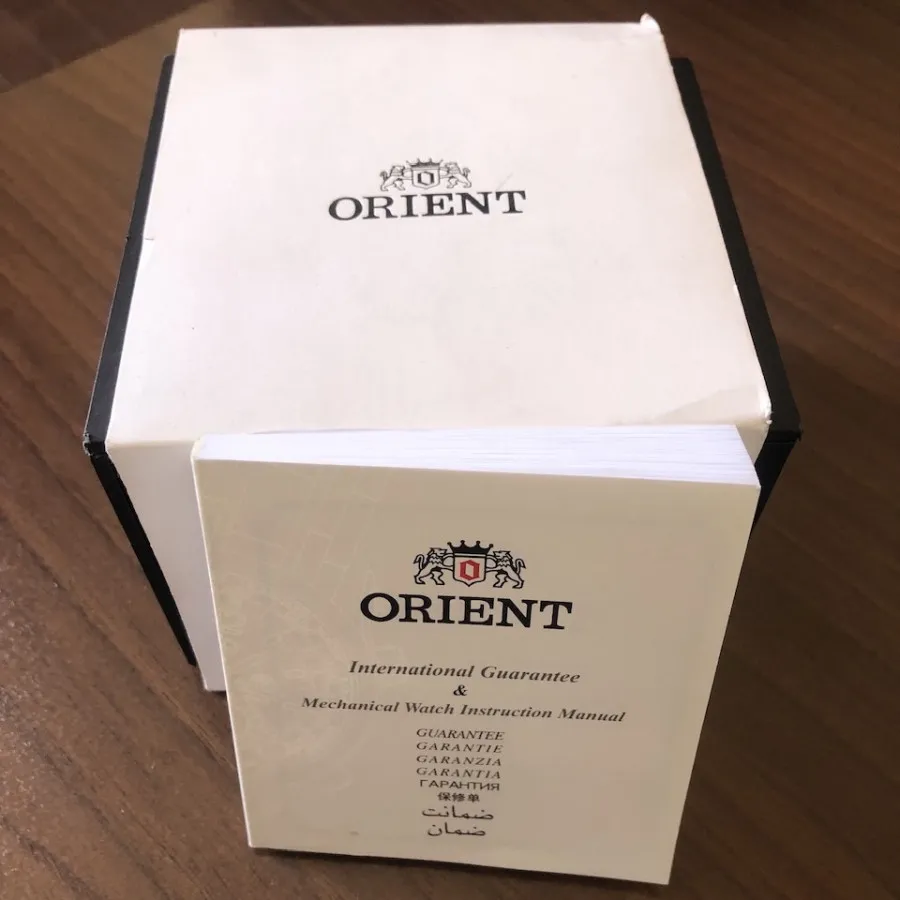 ORIENT
ORIENT
International Guarantee
&
Mechanical Watch Instruction Manual
GUARANTEE
GARANTIE
GARANZIA
GARANTIA
ГАРАНТИЯ
保修单
ضمانت
ضمان